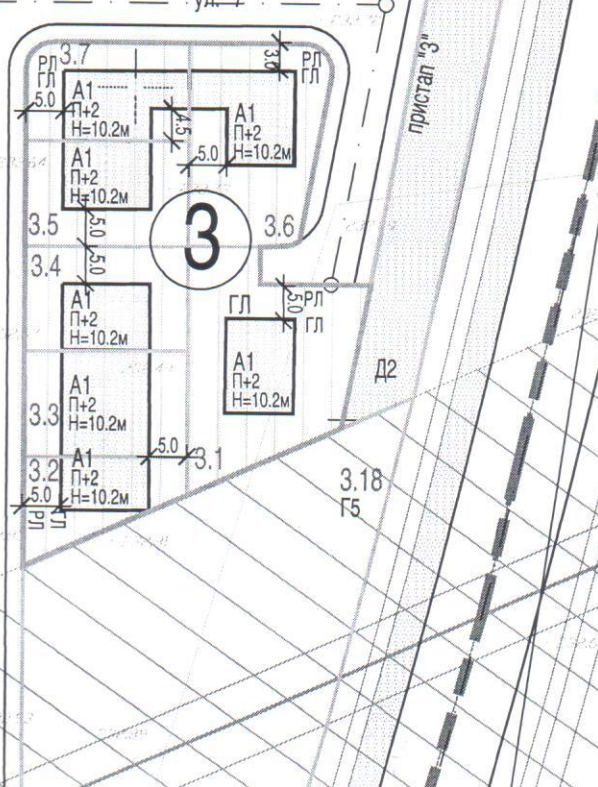 ул. 7
3.7
РЛ
ГЛ
3.0
РЛ
ГЛ
5.0
А1
П+2
Н=10.2м
4.5
А1
П+2
Н=10.2м
5.0
А1
П+2
Н=10.2м
пристап "3"
3.5
5.0
3
3.6
3.4
5.0
5.0
РЛ
ГЛ
ГЛ
А1
П+2
Н=10.2м
А1
П+2
Н=10.2м
Д2
3.3
А1
П+2
Н=10.2м
5.0
3.1
3.2
А1
П+2
Н=10.2м
5.0
РЛ
ГЛ
3.18
Г5